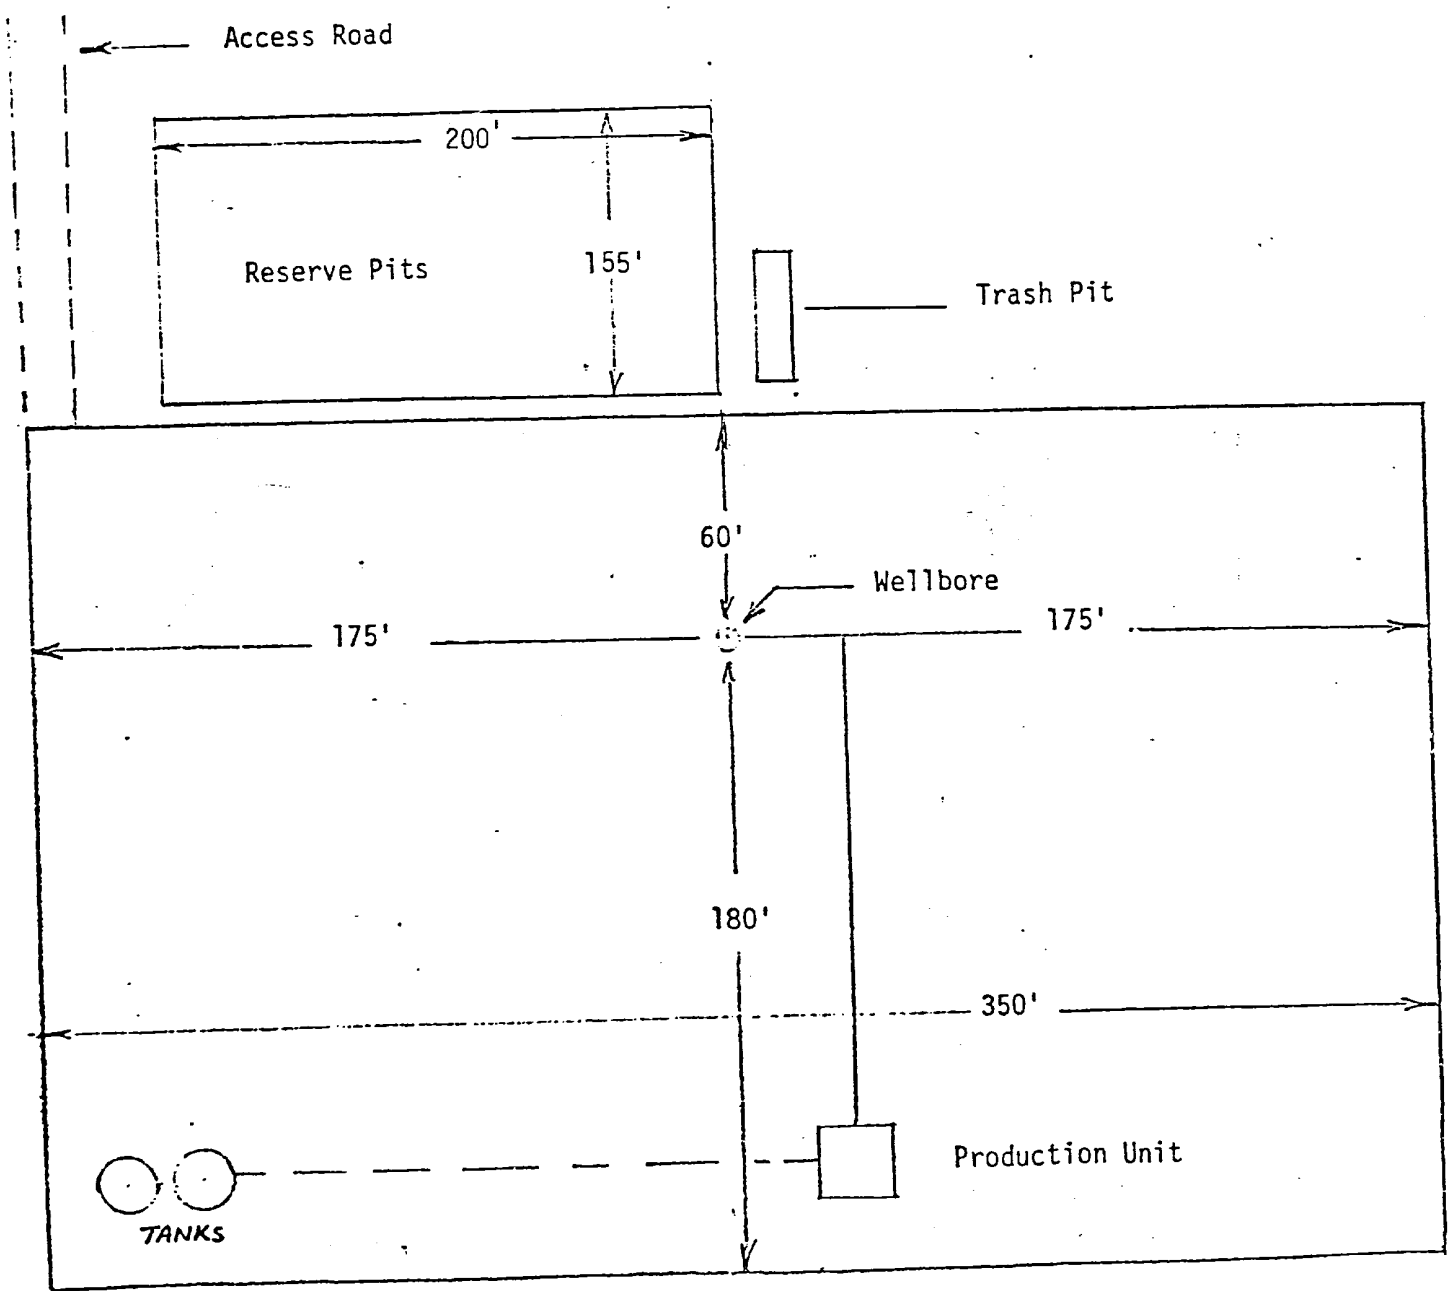 Access Road
200'
Reserve Pits
155'
Trash Pit
60'
Wellbore
175'
175'
180'
350'
Production Unit
TANKS